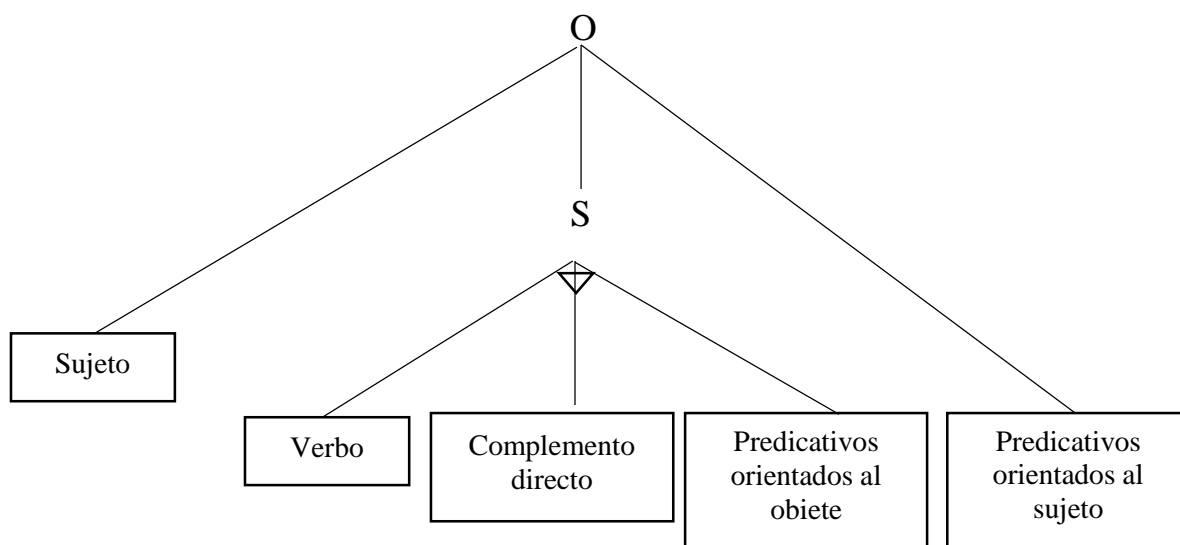 O
S
Sujeto
Verbo
Complemento
directo
Predicativos
orientados al
obiete
Predicativos
orientados al
sujeto